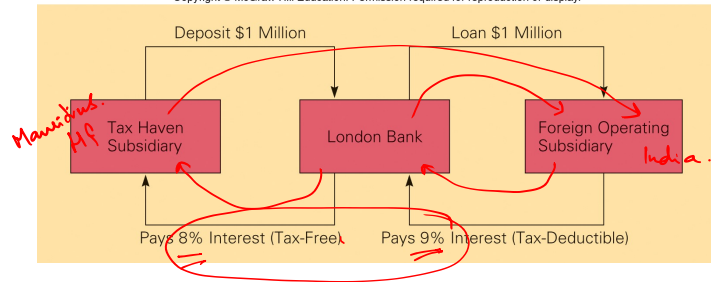 Copyright © McGraw-Hill Education. Permission required for reproduction or display.
Deposit $1 Million
Loan $1 Million
Mauritius.
Tax Haven
Subsidiary
London Bank
Foreign Operating
Subsidiary
India.
Pays 8% Interest (Tax-Free)
Pays 9% Interest (Tax-Deductible)